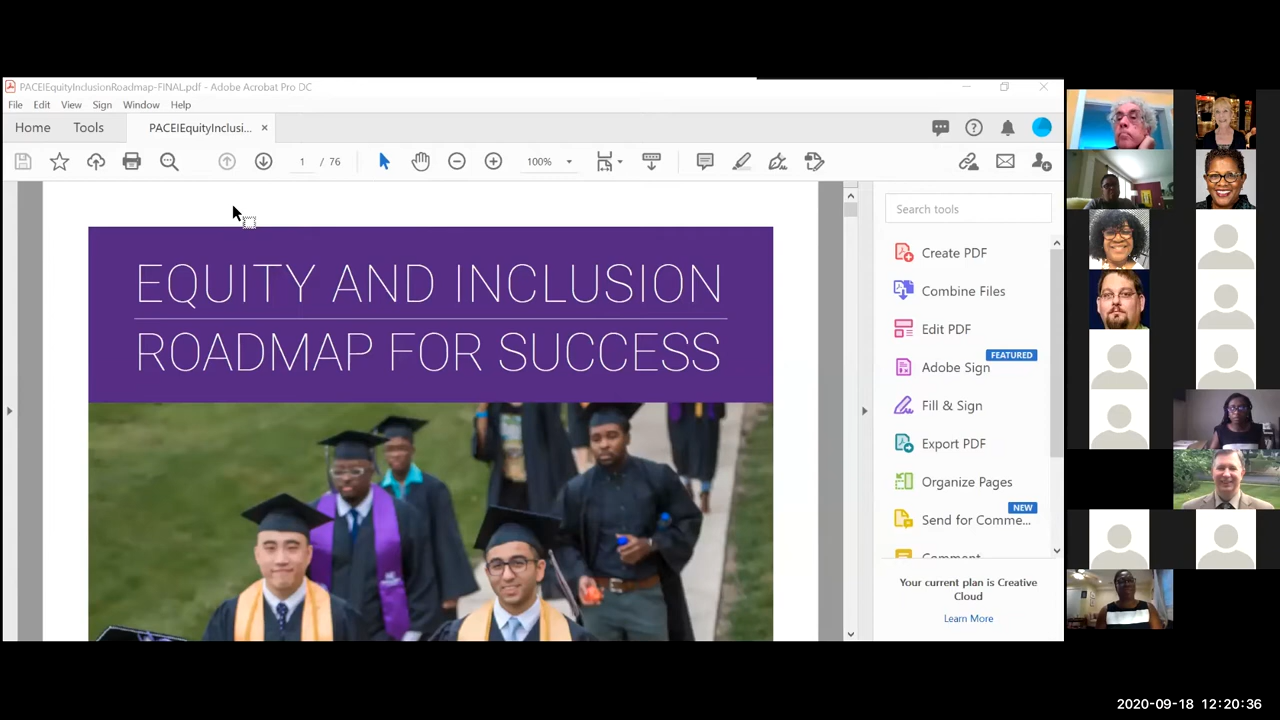 PACEIEquityInclusionRoadmap-FINAL.pdf - Adobe Acrobat Pro DC
File Edit View Sign Window Help
Home Tools PACEIEquityInclusi... ×
1 / 76 100%
Search tools
EQUITY AND INCLUSION
ROADMAP FOR SUCCESS
Create PDF
Combine Files
Edit PDF
FEATURED
Adobe Sign
Fill & Sign
Export PDF
Organize Pages
NEW
Send for Comme...
Comment
Your current plan is Creative
Cloud
Learn More
2020-09-18 12:20:36